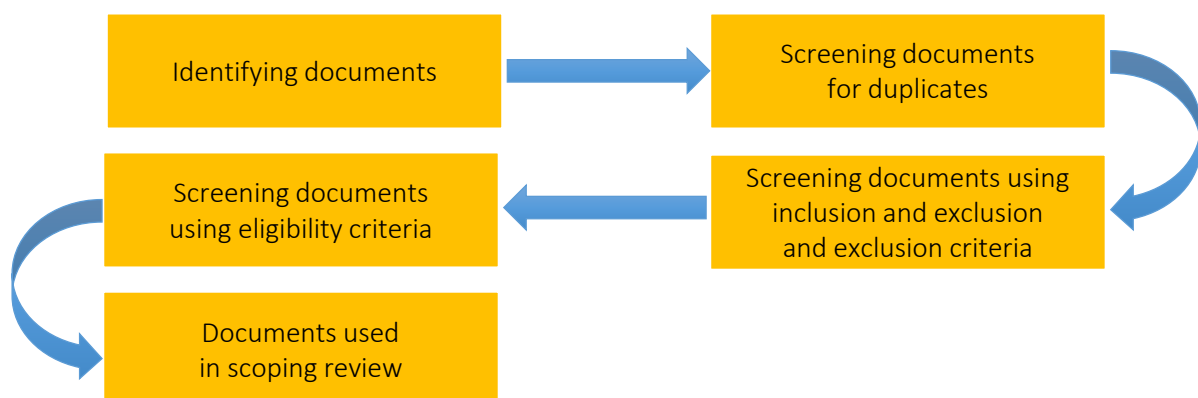 Identifying documents
Screening documents
for duplicates
Screening documents using
inclusion and exclusion
and exclusion criteria
Screening documents
using eligibility criteria
Documents used
in scoping review